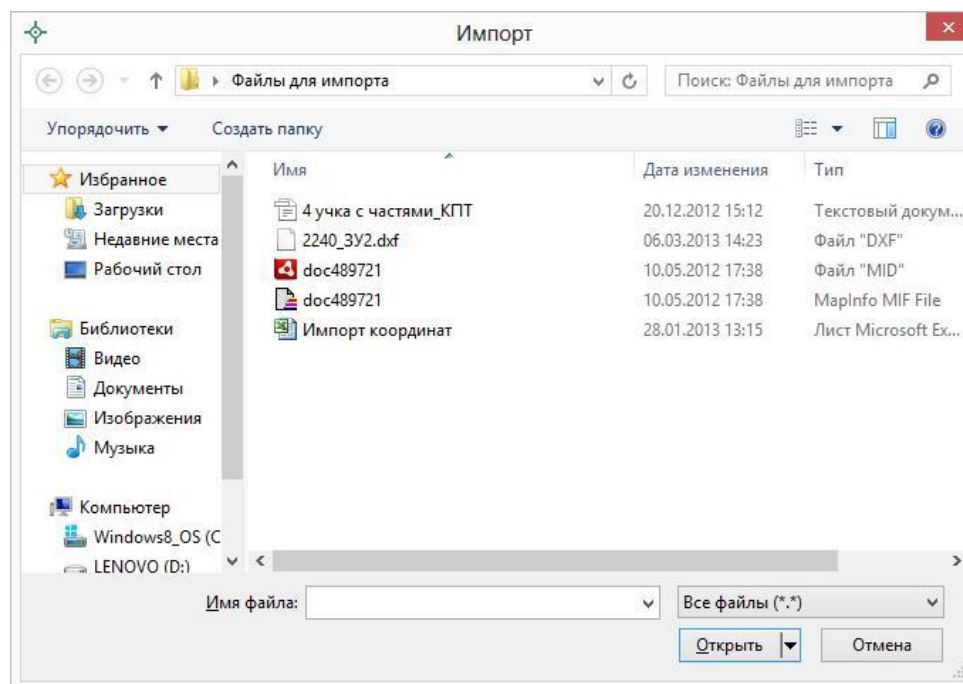 Импорт
Файлы для импорта
Поиск: Файлы для импорта
Упорядочить
Создать папку
Имя
Дата изменения
Тип
Избранное
Загрузки
Недавние места
Рабочий стол
Библиотеки
Видео
Документы
Изображения
Музыка
Компьютер
Windows8_OS (C
LENOVO (D:)
4 учка с частями_КПТ 20.12.2012 15:12 Текстовый докум...
2240_ЗУ2.dxf 06.03.2013 14:23 Файл "DXF"
doc489721 10.05.2012 17:38 Файл "MID"
doc489721 10.05.2012 17:38 MapInfo MIF File
Импорт координат 28.01.2013 13:15 Лист Microsoft Ex...
Имя файла:
Все файлы (*.*)
Открыть
Отмена